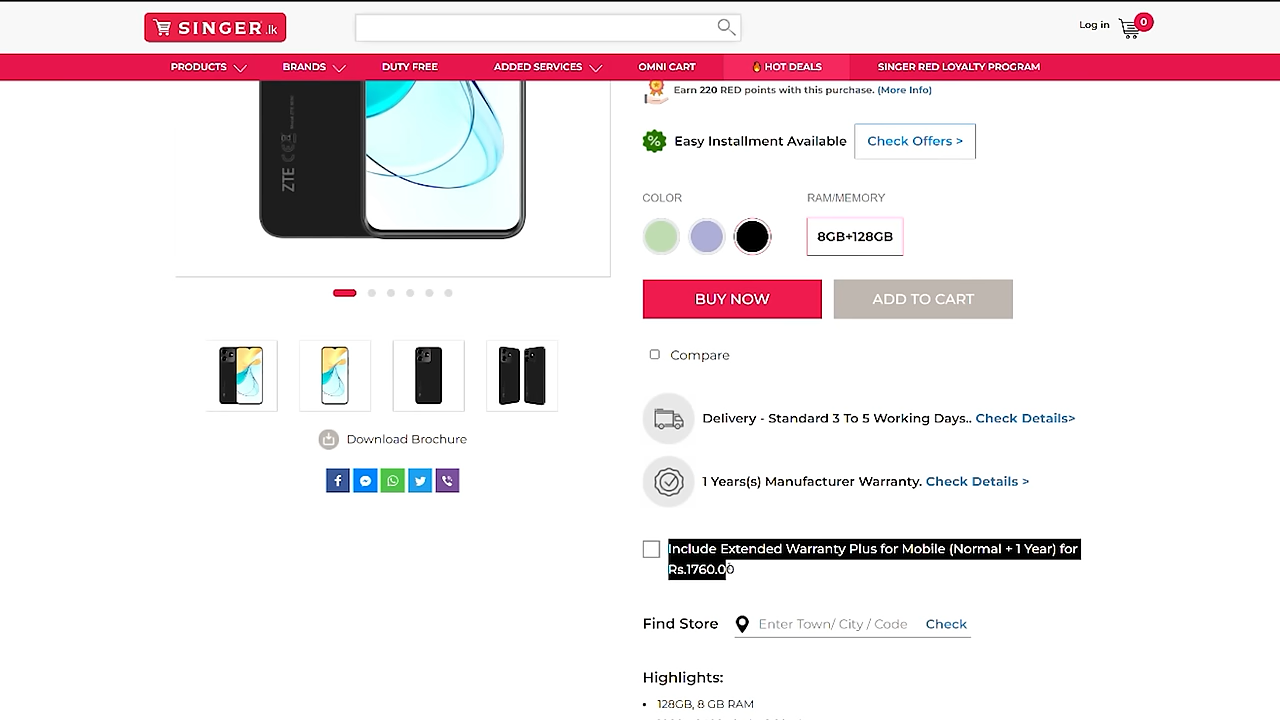 SINGER.lk
Log in
0
PRODUCTS
BRANDS
DUTY FREE
ADDED SERVICES
OMNI CART
🔥 HOT DEALS
SINGER RED LOYALTY PROGRAM
ZTE
Earn 220 RED points with this purchase. (More Info)
Easy Installment Available
Check Offers >
COLOR
RAM/MEMORY
8GB+128GB
BUY NOW
ADD TO CART
Compare
Download Brochure
Delivery - Standard 3 To 5 Working Days.. Check Details>
1 Years(s) Manufacturer Warranty. Check Details >
Include Extended Warranty Plus for Mobile (Normal + 1 Year) for
Rs.1760.00
Find Store
Enter Town/ City / Code
Check
Highlights:
• 128GB, 8 GB RAM